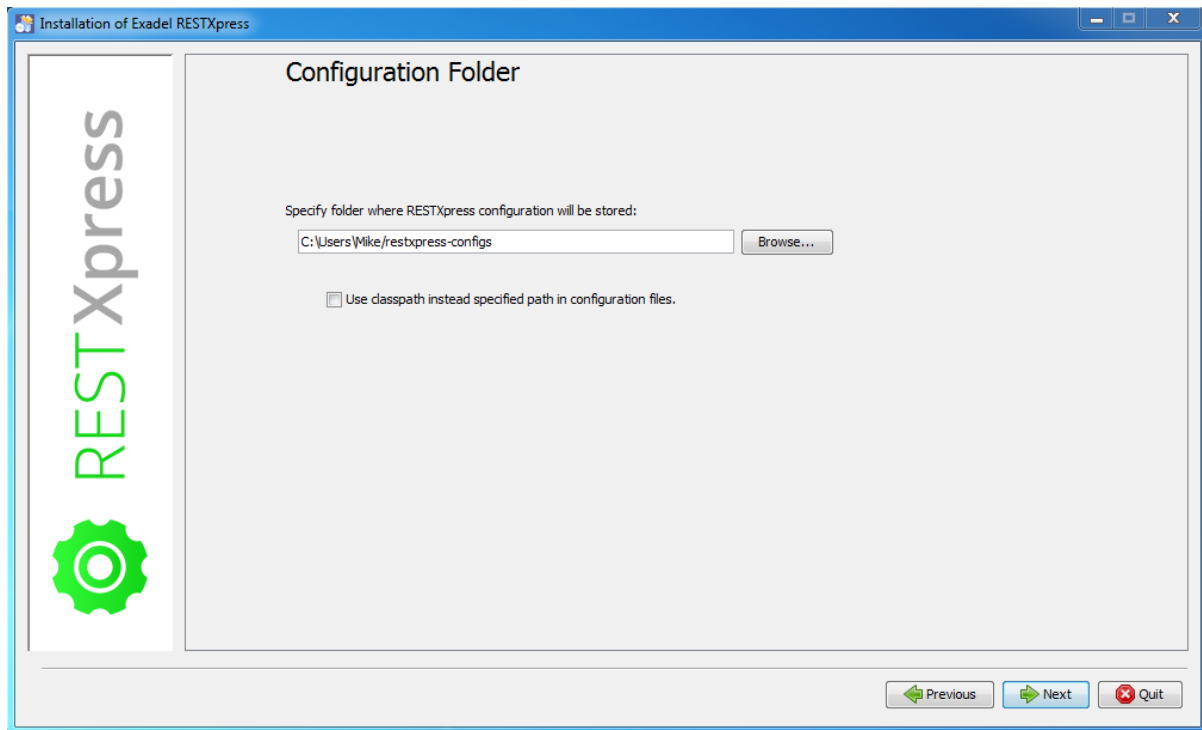 Installation of Exadel RESTXpress
RESTXpress
Configuration Folder
Specify folder where RESTXpress configuration will be stored:
C:\Users\Mike/restxpress-configs
Browse...
Use classpath instead specified path in configuration files.
Previous
Next
Quit